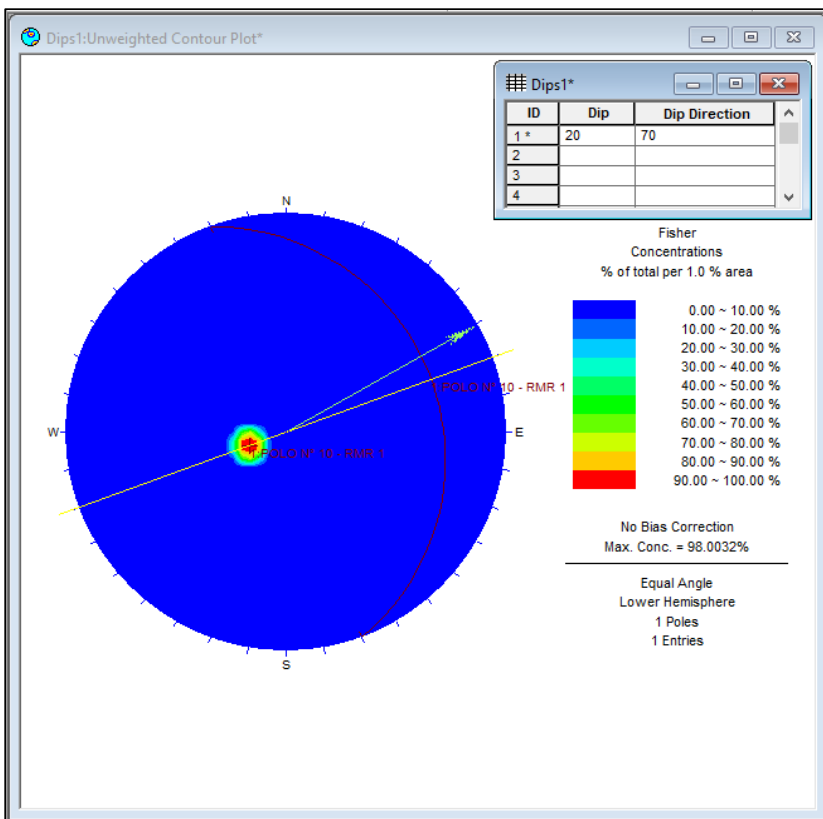 Dips1:Unweighted Contour Plot*
Dips1*
ID Dip Dip Direction
1 * 20 70
2
3
4
Fisher
Concentrations
% of total per 1.0 % area
0.00 ~ 10.00 %
10.00 ~ 20.00 %
20.00 ~ 30.00 %
30.00 ~ 40.00 %
40.00 ~ 50.00 %
50.00 ~ 60.00 %
60.00 ~ 70.00 %
70.00 ~ 80.00 %
80.00 ~ 90.00 %
90.00 ~ 100.00 %
No Bias Correction
Max. Conc. = 98.0032%
Equal Angle
Lower Hemisphere
1 Poles
1 Entries
N
1 POLO N° 10 - RMR 1
W
E
1 POLO N° 10 - RMR 1
S